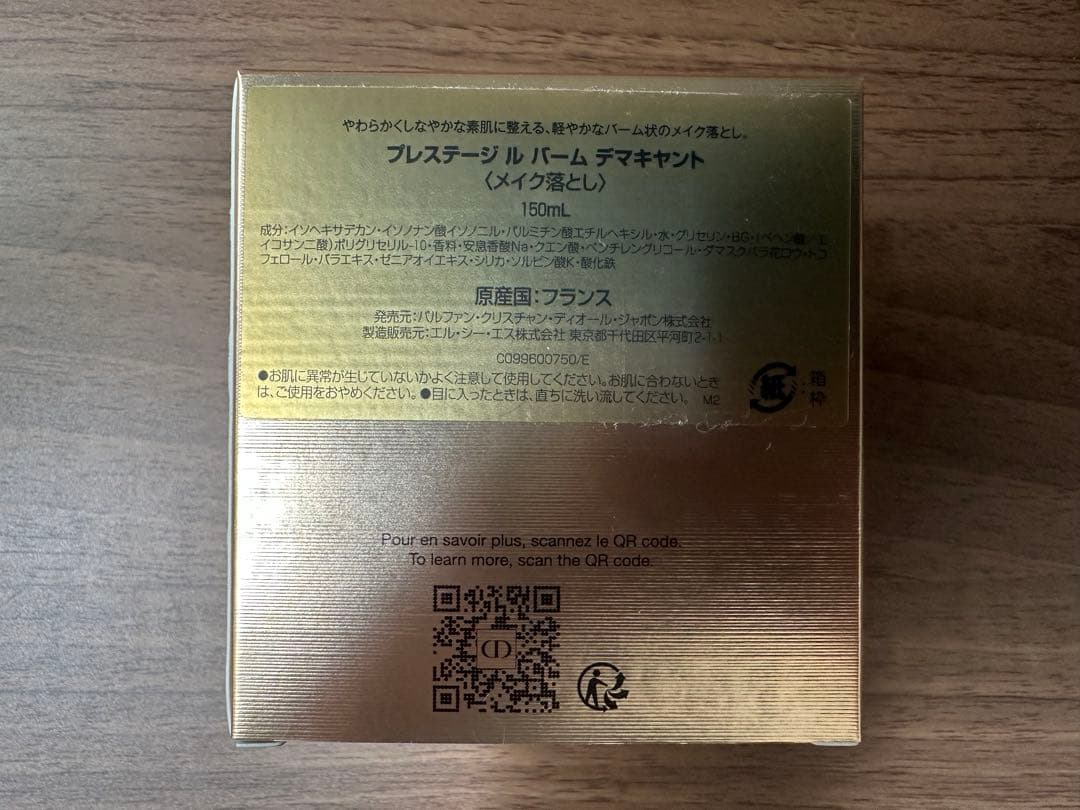 やわらかくしなやかな素肌に整える、軽やかなバーム状のメイク落とし。
プレステージ ル バーム デマキヤント
〈メイク落とし〉
150mL
成分:イソヘキサデカン・イソノナン酸イソノニル・パルミチン酸エチルヘキシル・水・グリセリン・BG・(ベヘン酸/エ
イコサン二酸)ポリグリセリル-10・香料・安息香酸Na・クエン酸・ペンチレングリコール・ダマスクバラ花ロウ・トコ
フェロール・バラエキス・ゼニアオイエキス・シリカ・ソルビン酸K・酸化鉄
原産国:フランス
発売元:パルファン・クリスチャン・ディオール・ジャポン株式会社
製造販売元:エル・シー・エス株式会社 東京都千代田区平河町2-1-1
C099600750/E
●お肌に異常が生じていないかよく注意して使用してください。お肌に合わないとき
は、ご使用をおやめください。●目に入ったときは、直ちに洗い流してください。 M2
紙 : 箱
: 枠
Pour en savoir plus, scannez le QR code.
To learn more, scan the QR code.
CD